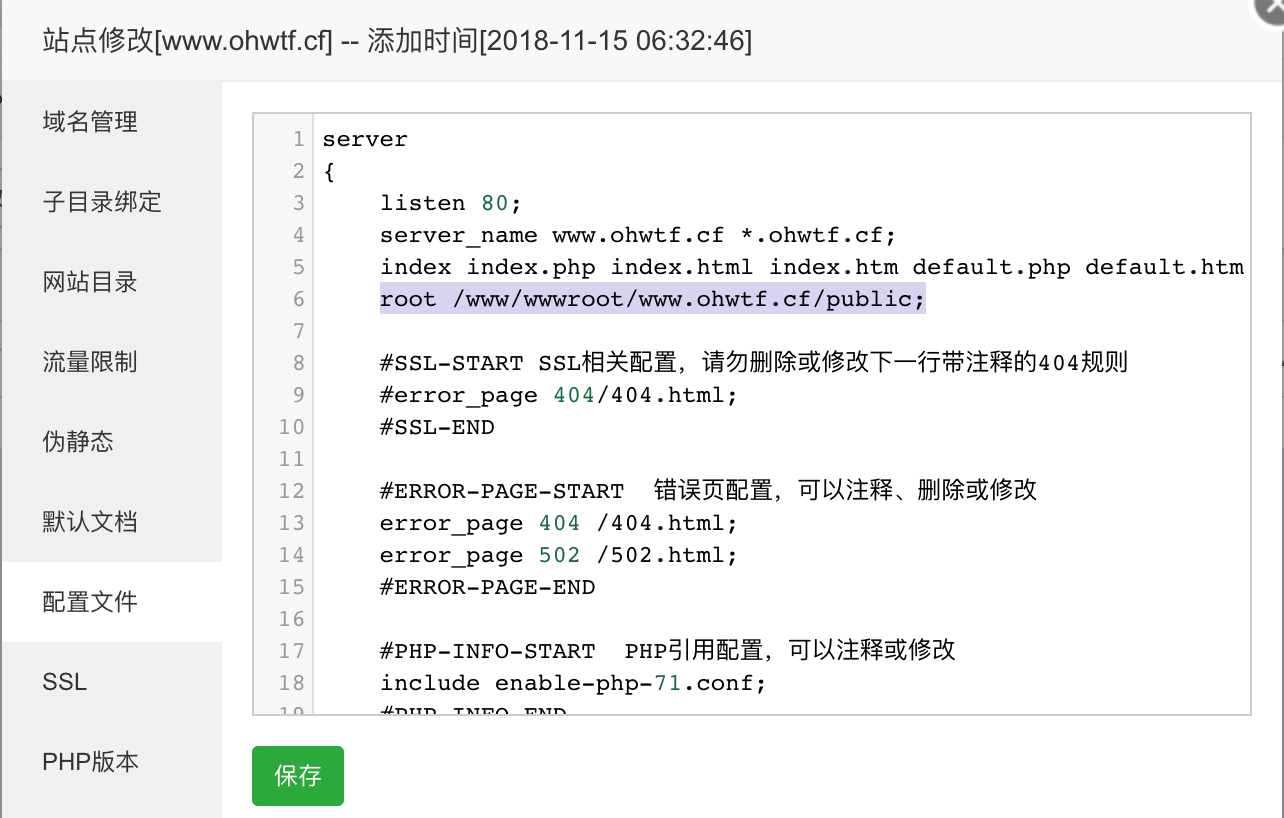 站点修改[www.ohwtf.cf] -- 添加时间[2018-11-15 06:32:46]
域名管理
子目录绑定
网站目录
流量限制
伪静态
默认文档
配置文件
SSL
PHP版本
1 server
2 {
3 listen 80;
4 server_name www.ohwtf.cf *.ohwtf.cf;
5 index index.php index.html index.htm default.php default.htm
6 root /www/wwwroot/www.ohwtf.cf/public;
7
8 #SSL-START SSL相关配置，请勿删除或修改下一行带注释的404规则
9 #error_page 404/404.html;
10 #SSL-END
11
12 #ERROR-PAGE-START  错误页配置，可以注释、删除或修改
13 error_page 404 /404.html;
14 error_page 502 /502.html;
15 #ERROR-PAGE-END
16
17 #PHP-INFO-START  PHP引用配置，可以注释或修改
18 include enable-php-71.conf;
19 #PHP-INFO-END
保存